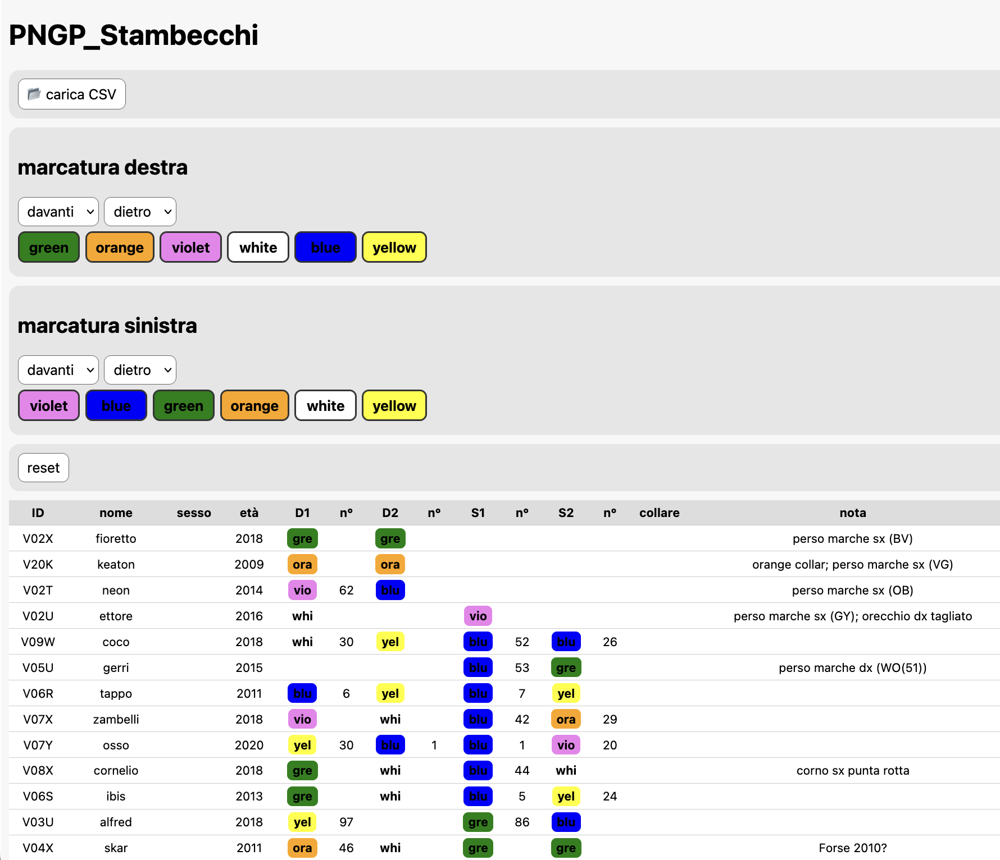 PNGP_Stambecchi
carica CSV
marcatura destra
davanti dietro
green orange violet white blue yellow
marcatura sinistra
davanti dietro
violet blue green orange white yellow
reset
ID nome sesso età D1 n° D2 n° S1 n° S2 n° collare nota
V02X fioretto 2018 gre gre perso marche sx (BV)
V20K keaton 2009 ora ora orange collar; perso marche sx (VG)
V02T neon 2014 vio 62 blu perso marche sx (OB)
V02U ettore 2016 whi vio perso marche sx (GY); orecchio dx tagliato
V09W coco 2018 whi 30 yel blu 52 blu 26
V05U gerri 2015 blu 53 gre perso marche dx (WO(51))
V06R tappo 2011 blu 6 yel blu 7 yel
V07X zambelli 2018 vio whi blu 42 ora 29
V07Y osso 2020 yel 30 blu 1 blu 1 vio 20
V08X cornelio 2018 gre whi blu 44 whi corno sx punta rotta
V06S ibis 2013 gre whi blu 5 yel 24
V03U alfred 2018 yel 97 gre 86 blu
V04X skar 2011 ora 46 whi gre gre Forse 2010?